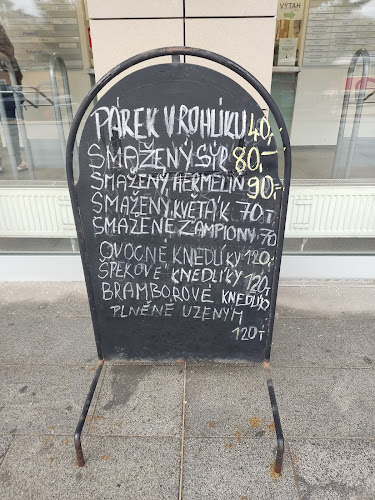 VÝTAH
PÁREK V ROHLÍKU 40,-
SMAŽENÝ SÝR 80,-
SMAŽENÝ HERMELÍN 90,-
SMAŽENÝ KVĚTÁK 70,-
SMAŽENÉ ŽAMPIONY 70
OVOCNÉ KNEDLÍKY 120,-
ŠPEKOVÉ KNEDLÍKY 120,-
BRAMBOROVÉ KNEDLÍKY
PLNĚNÉ UZENÝM
120,-